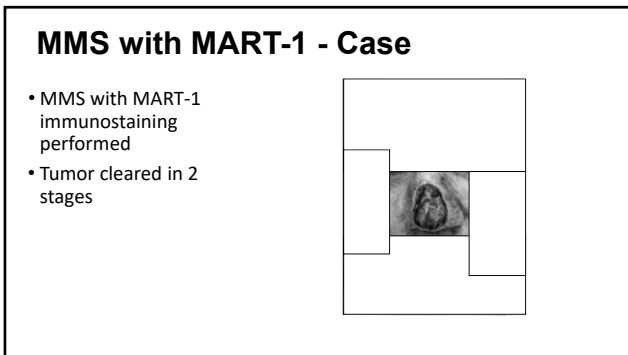 MMS with MART-1 - Case
• MMS with MART-1
immunostaining
performed
• Tumor cleared in 2
stages